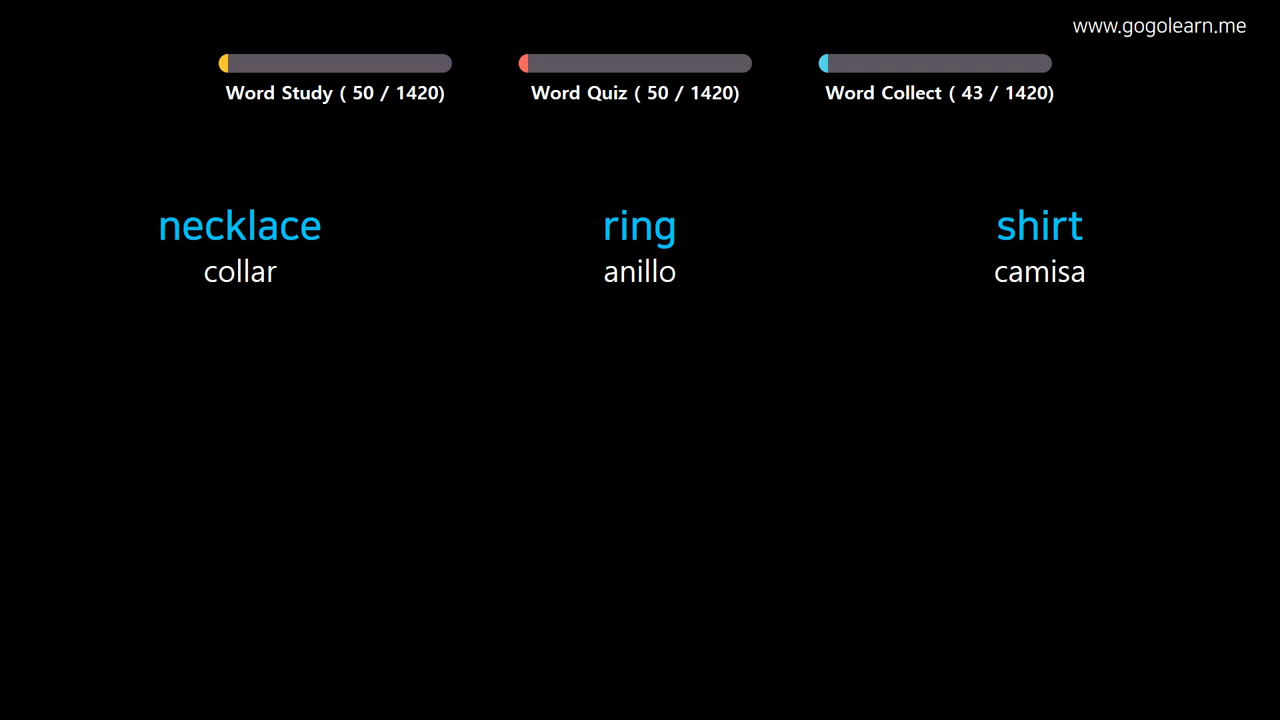 www.gogolearn.me
Word Study ( 50 / 1420)
Word Quiz ( 50 / 1420)
Word Collect ( 43 / 1420)
necklace
collar
ring
anillo
shirt
camisa